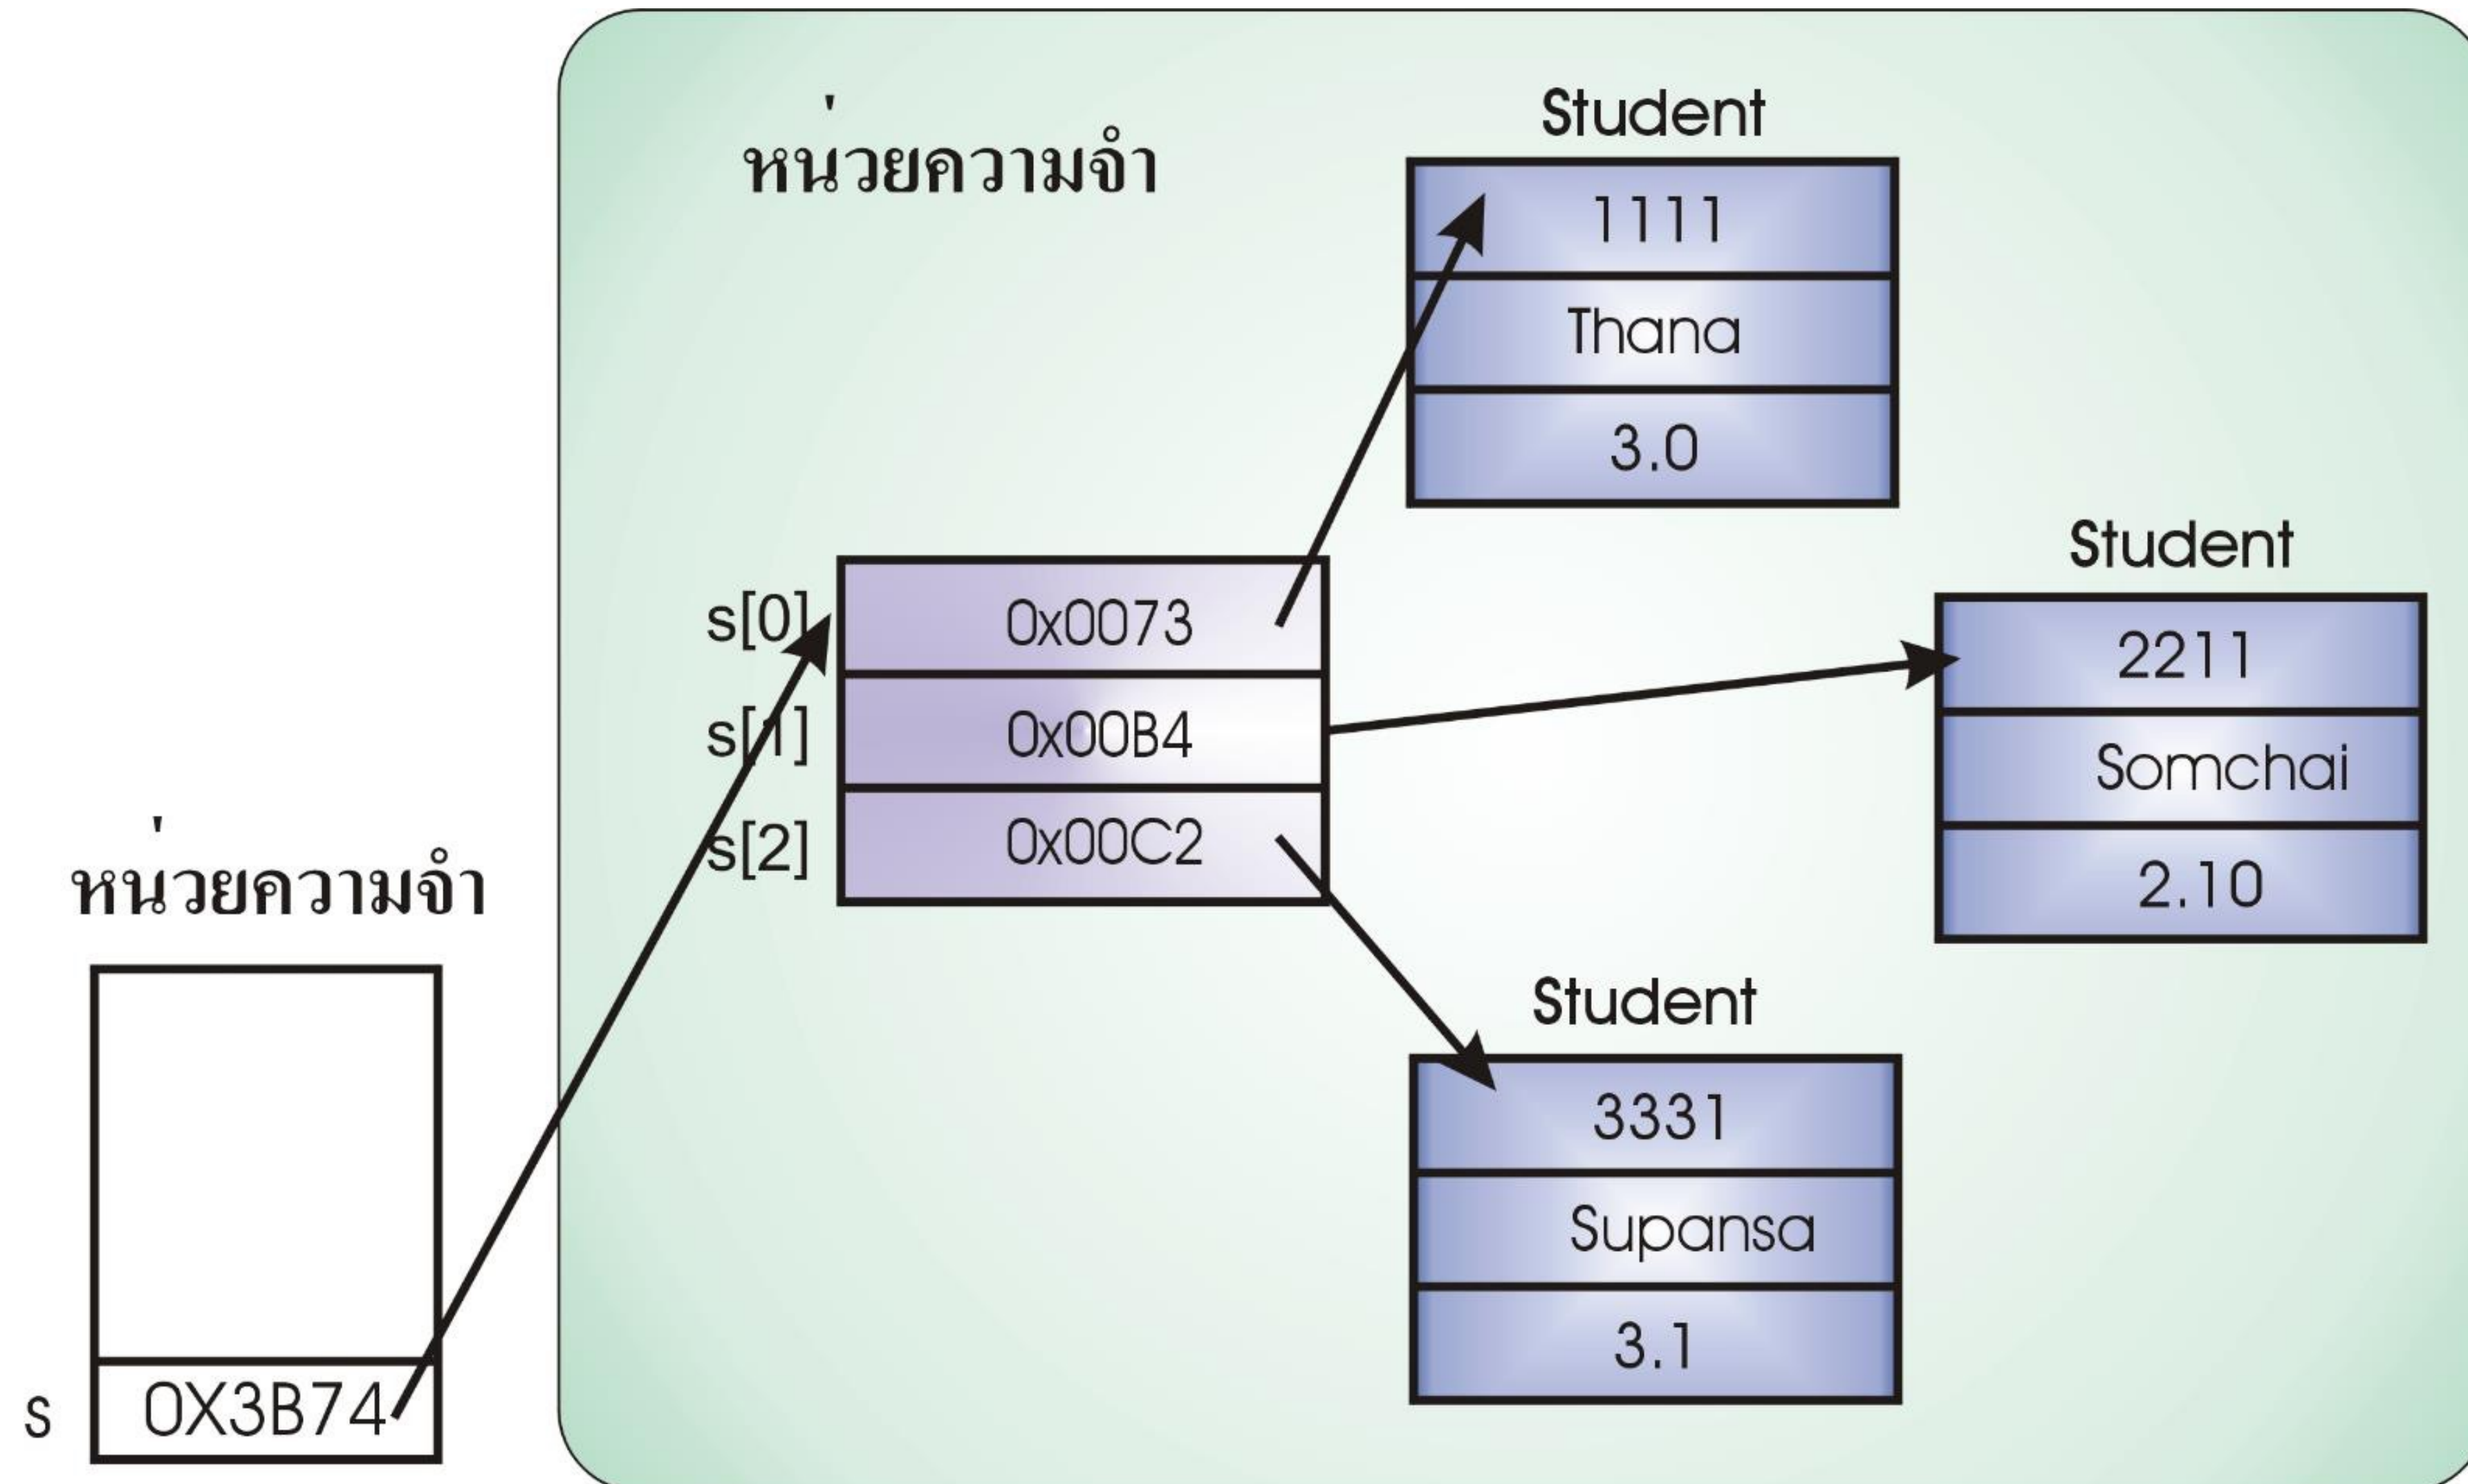 หน่วยความจำ
Student
1111
Thana
3.0
s[0]
0x0073
s[1]
0x00B4
s[2]
0x00C2
Student
2211
Somchai
2.10
Student
3331
Supansa
3.1
หน่วยความจำ
s
0X3B74